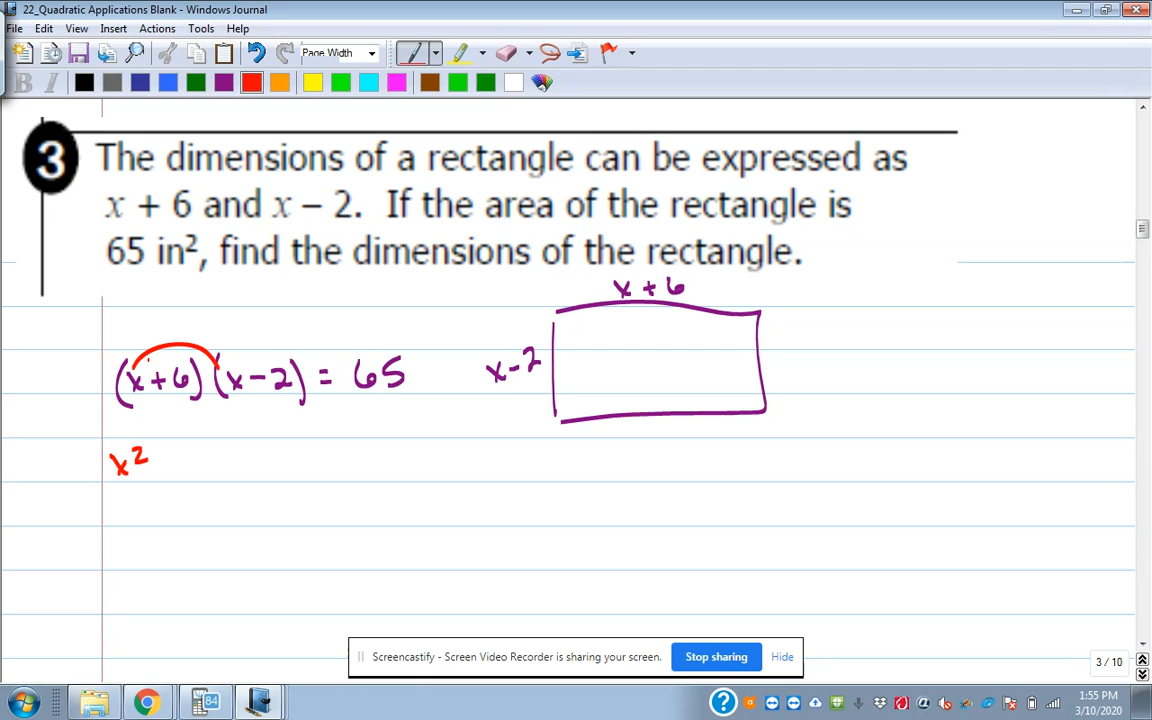 22_Quadratic Applications Blank - Windows Journal
File Edit View Insert Actions Tools Help
Page Width
B I
3 The dimensions of a rectangle can be expressed as
x + 6 and x – 2. If the area of the rectangle is
65 in², find the dimensions of the rectangle.
x + 6
(x+6)(x-2) = 65
x-2
x²
Screencastify - Screen Video Recorder is sharing your screen. Stop sharing Hide
3 / 10
84
1:55 PM
3/10/2020